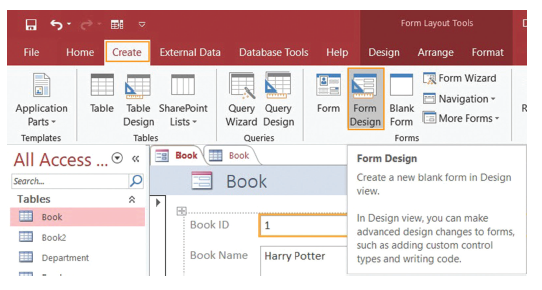 Form Layout Tools
File Home Create External Data Database Tools Help Design Arrange Format
Application Parts
Table
Table Design
SharePoint Lists
Query Wizard
Query Design
Form
Form Design
Blank Form
Form Wizard
Navigation
More Forms
Templates Tables Queries Forms
All Access ...
Search...
Tables
Book
Book2
Department
Book Book
Book
Book ID 1
Book Name Harry Potter
Form Design
Create a new blank form in Design
view.
In Design view, you can make
advanced design changes to forms,
such as adding custom control
types and writing code.